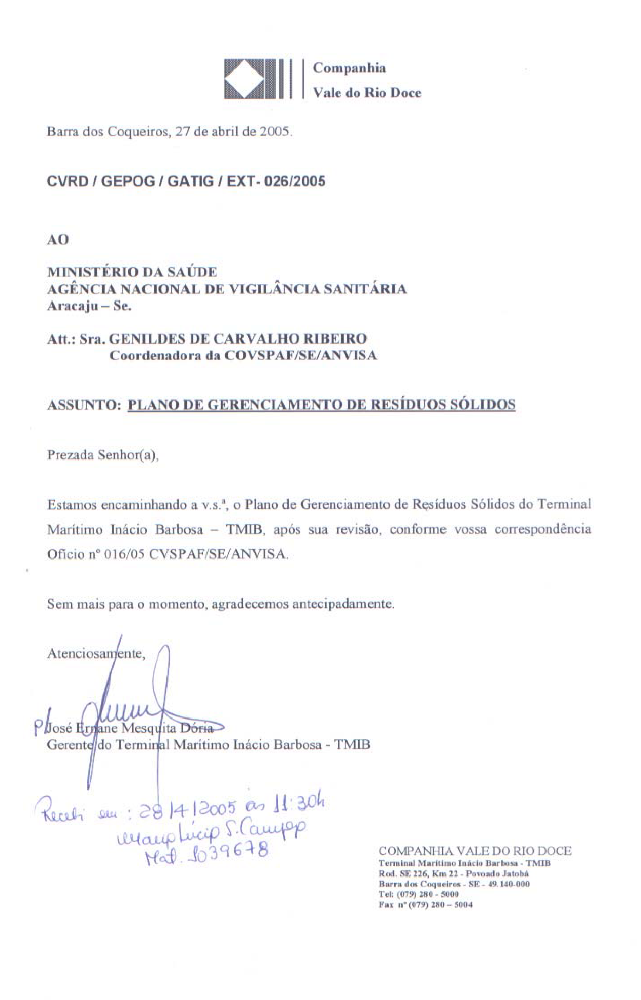 Companhia
Vale do Rio Doce
Barra dos Coqueiros, 27 de abril de 2005.
CVRD / GEPOG / GATIG / EXT- 026/2005
AO
MINISTÉRIO DA SAÚDE
AGÊNCIA NACIONAL DE VIGILÂNCIA SANITÁRIA
Aracaju – Se.
Att.: Sra. GENILDES DE CARVALHO RIBEIRO
Coordenadora da COVSPAF/SE/ANVISA
ASSUNTO: PLANO DE GERENCIAMENTO DE RESÍDUOS SÓLIDOS
Prezada Senhor(a),
Estamos encaminhando a v.s.ª, o Plano de Gerenciamento de Resíduos Sólidos do Terminal
Marítimo Inácio Barbosa – TMIB, após sua revisão, conforme vossa correspondência
Oficio nº 016/05 CVSPAF/SE/ANVISA.
Sem mais para o momento, agradecemos antecipadamente.
Atenciosamente,
P/ José Ernane Mesquita Dória
Gerente do Terminal Marítimo Inácio Barbosa - TMIB
Recebi em : 28/4/2005 às 11:30h
Lúcia S. Campos
Mat. 1039678
COMPANHIA VALE DO RIO DOCE
Terminal Marítimo Inácio Barbosa - TMIB
Rod. SE 226, Km 22 - Povoado Jatobá
Barra dos Coqueiros - SE - 49.140-000
Tel: (079) 280 - 5000
Fax nº (079) 280 – 5004